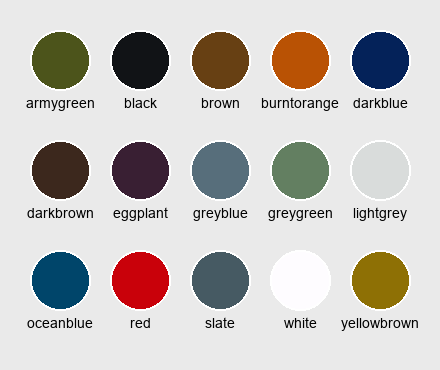 armygreen black brown burntorange darkblue
darkbrown eggplant greyblue greygreen lightgrey
oceanblue red slate white yellowbrown